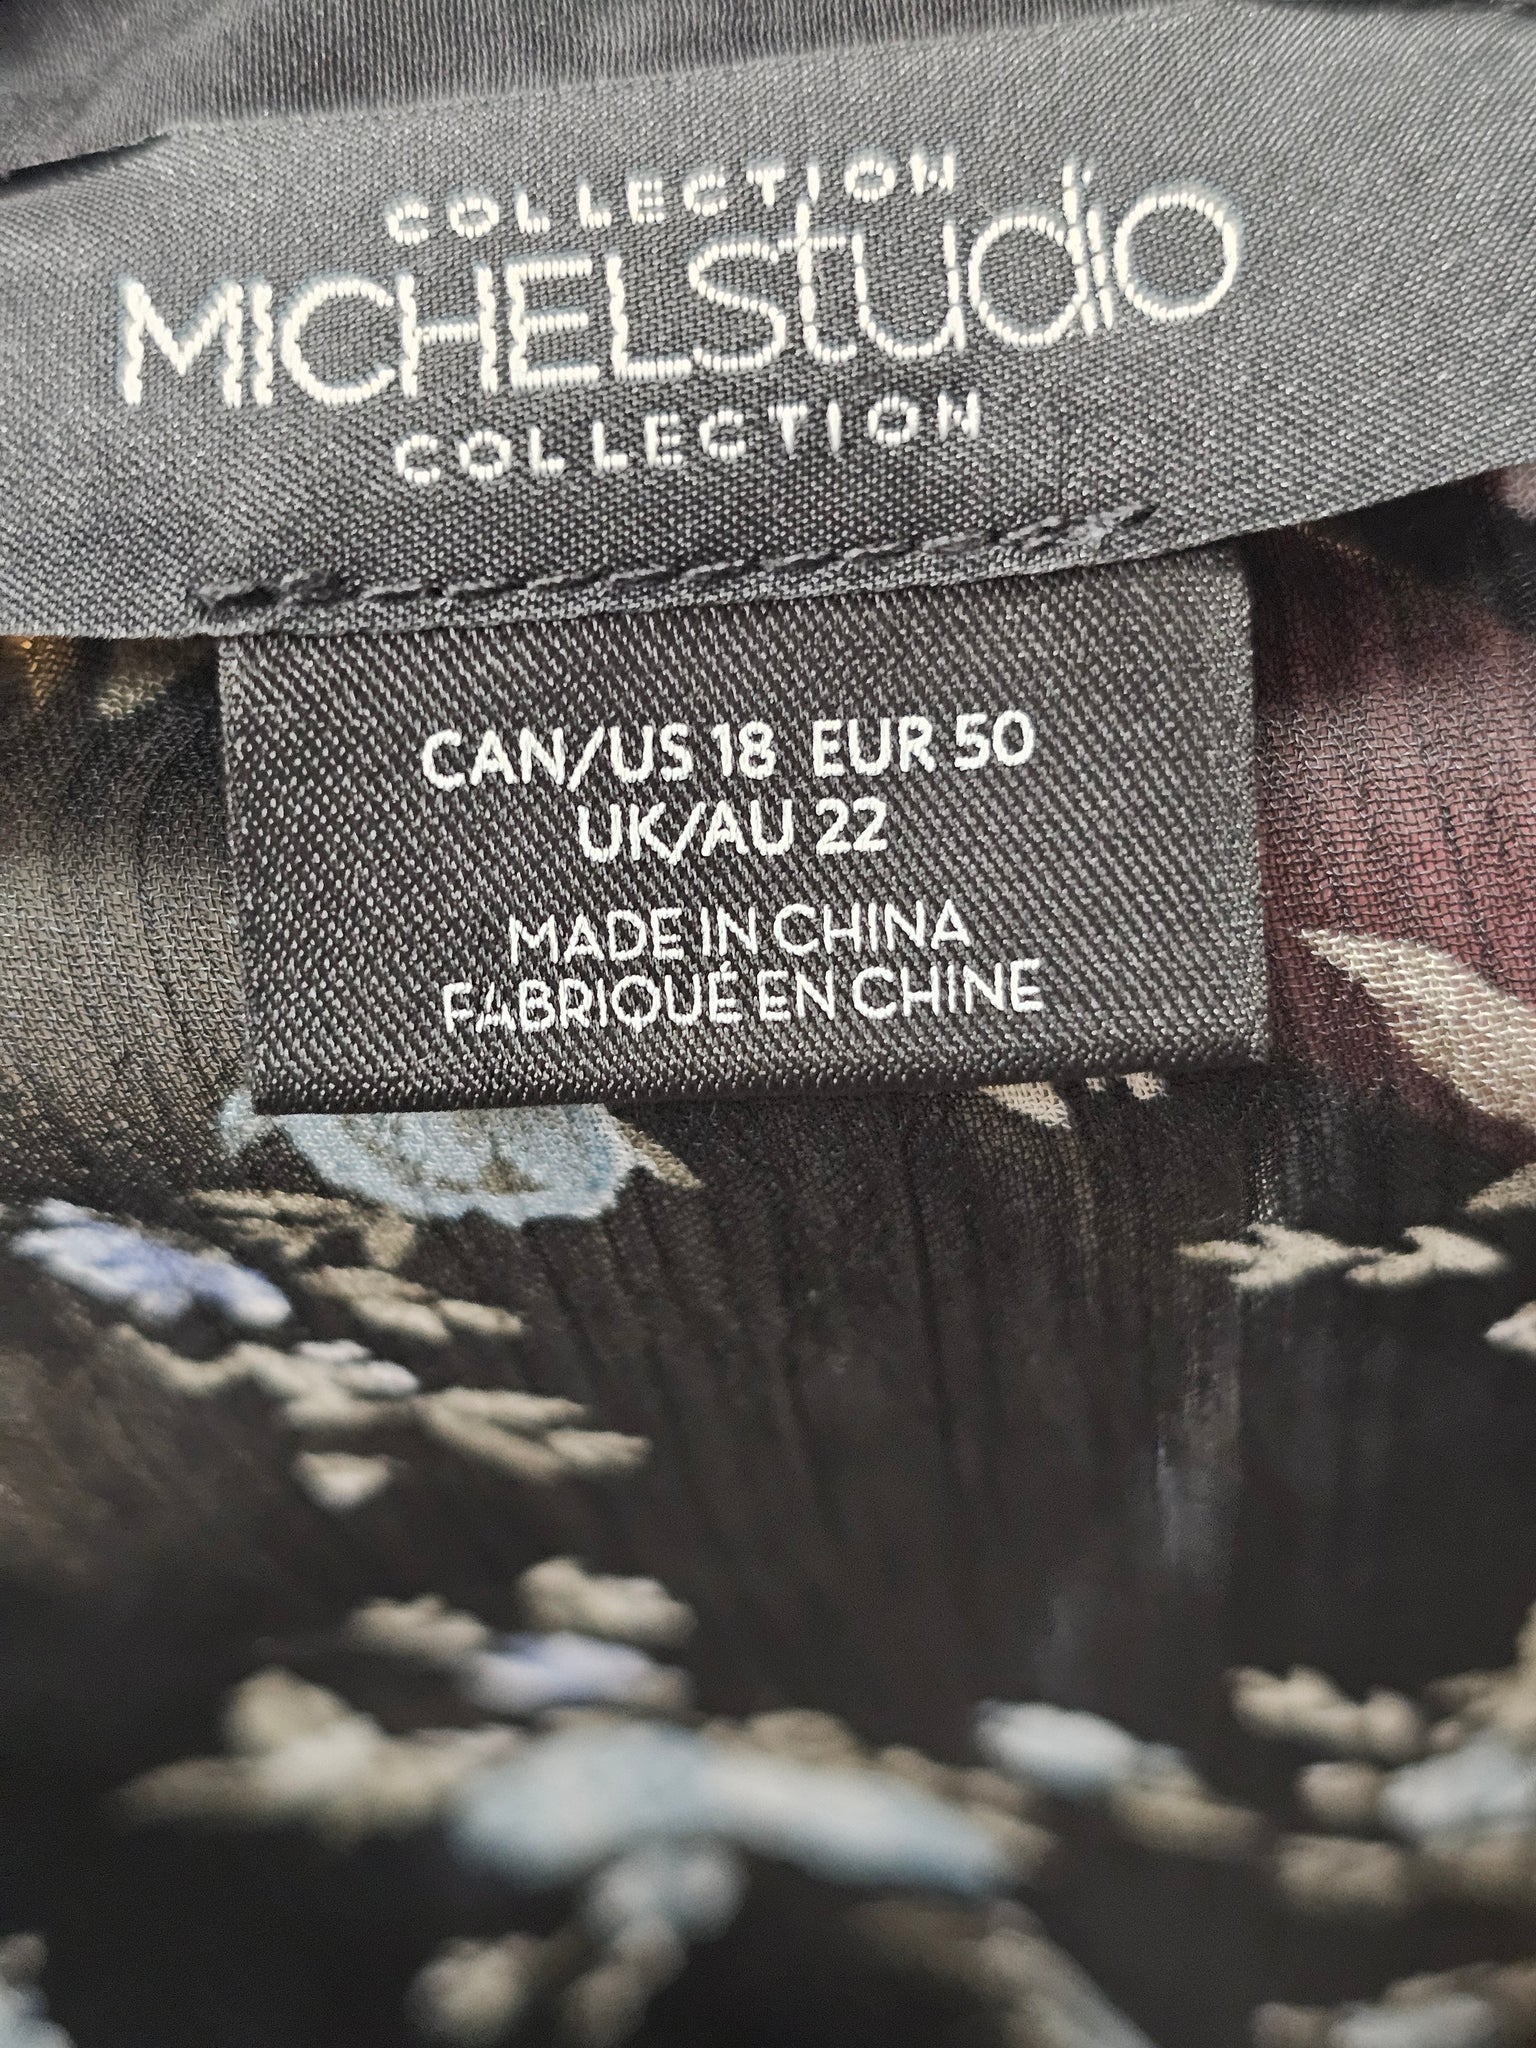 COLLECTION
MICHELStudio
COLLECTION
CAN/US 18 EUR 50
UK/AU 22
MADE IN CHINA
FABRIQUÉ EN CHINE